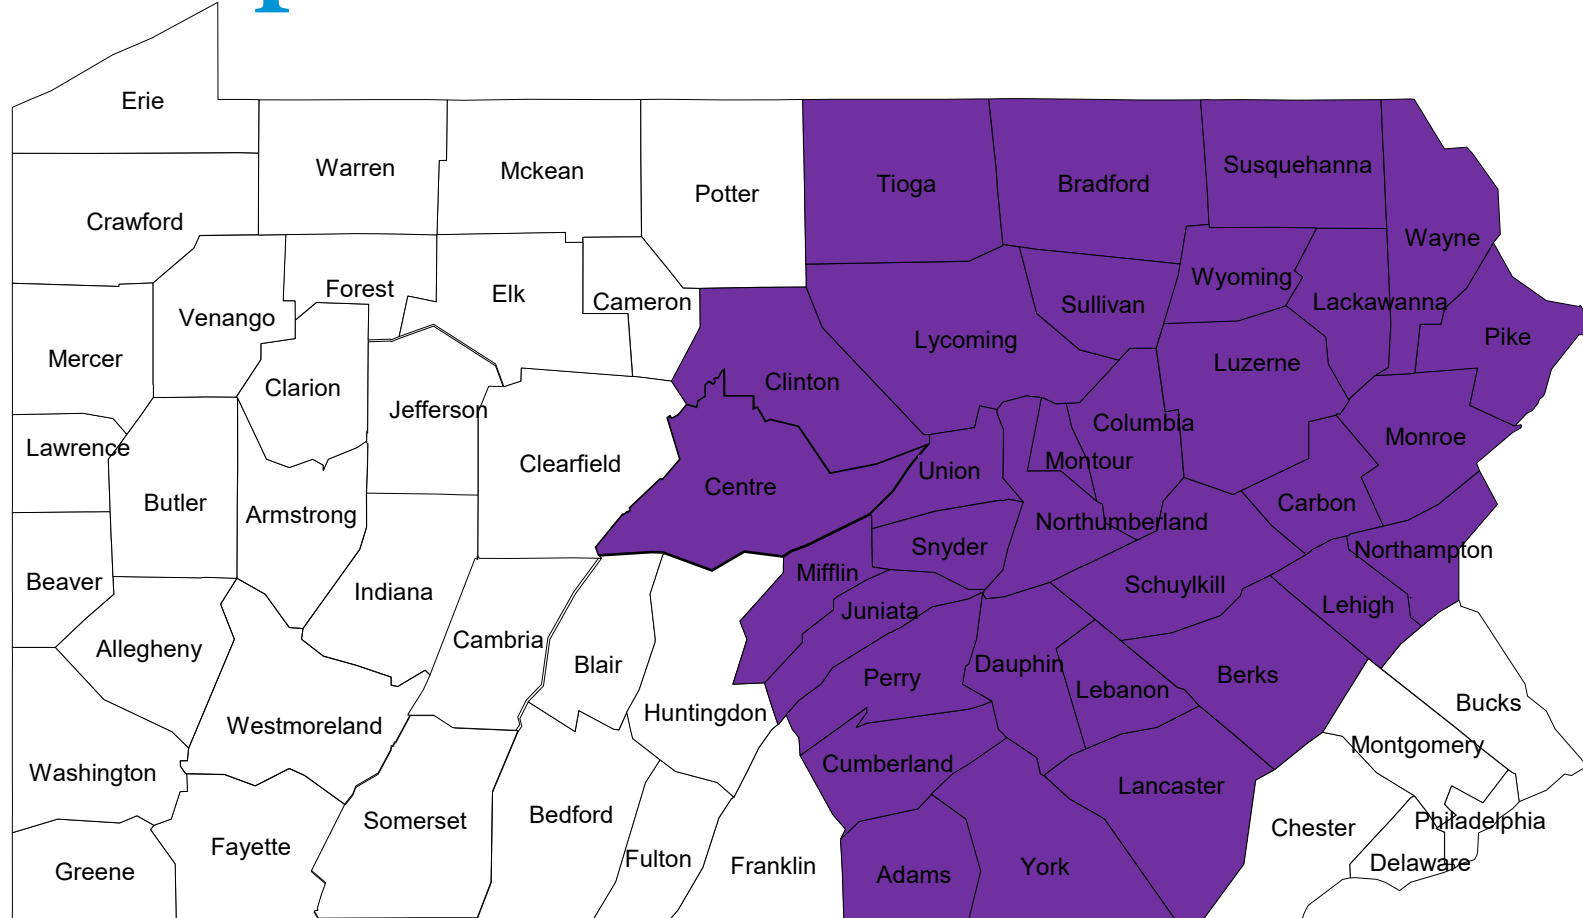 Erie
Warren
Mckean
Potter
Tioga
Bradford
Susquehanna
Wayne
Crawford
Forest
Elk
Cameron
Venango
Sullivan
Wyoming
Lackawanna
Pike
Mercer
Clarion
Jefferson
Clinton
Lycoming
Luzerne
Lawrence
Butler
Armstrong
Clearfield
Centre
Union
Montour
Columbia
Monroe
Carbon
Northumberland
Snyder
Northampton
Beaver
Indiana
Mifflin
Juniata
Schuylkill
Lehigh
Allegheny
Cambria
Blair
Perry
Dauphin
Lebanon
Berks
Bucks
Westmoreland
Huntingdon
Montgomery
Washington
Cumberland
Lancaster
Somerset
Bedford
Chester
Philadelphia
Greene
Fayette
Fulton
Franklin
Adams
York
Delaware